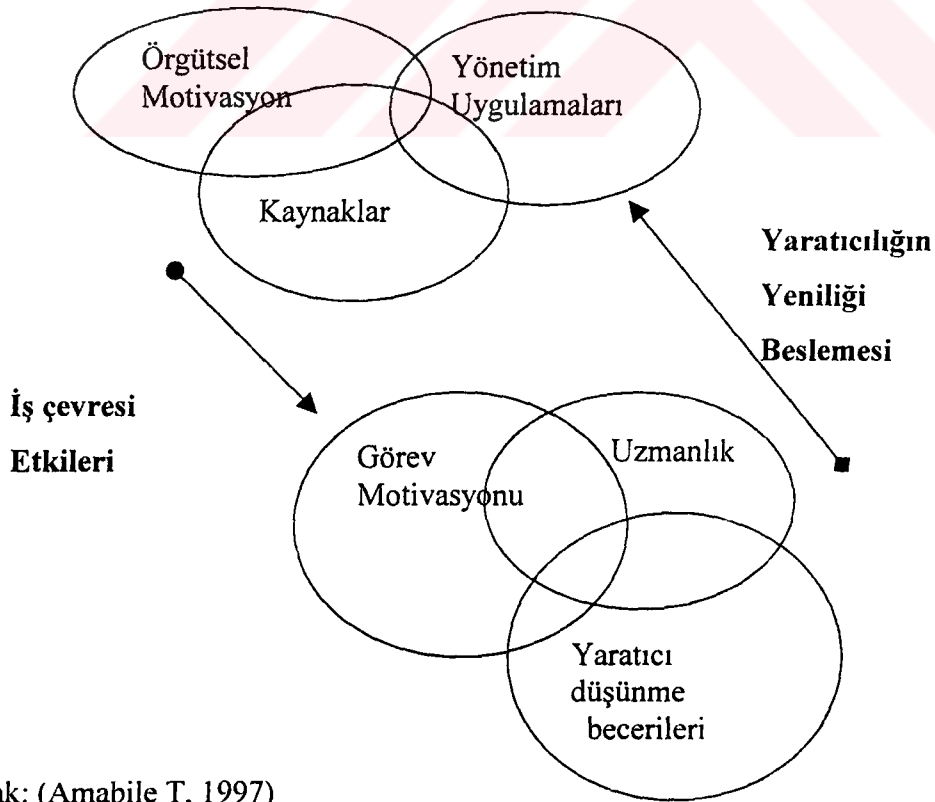 Örgütsel
Motivasyon
Yönetim
Uygulamaları
Kaynaklar
Yaratıcılığın
Yeniliği
Beslemesi
İş çevresi
Etkileri
Görev
Motivasyonu
Uzmanlık
Yaratıcı
düşünme
becerileri
(Amabile T, 1997)